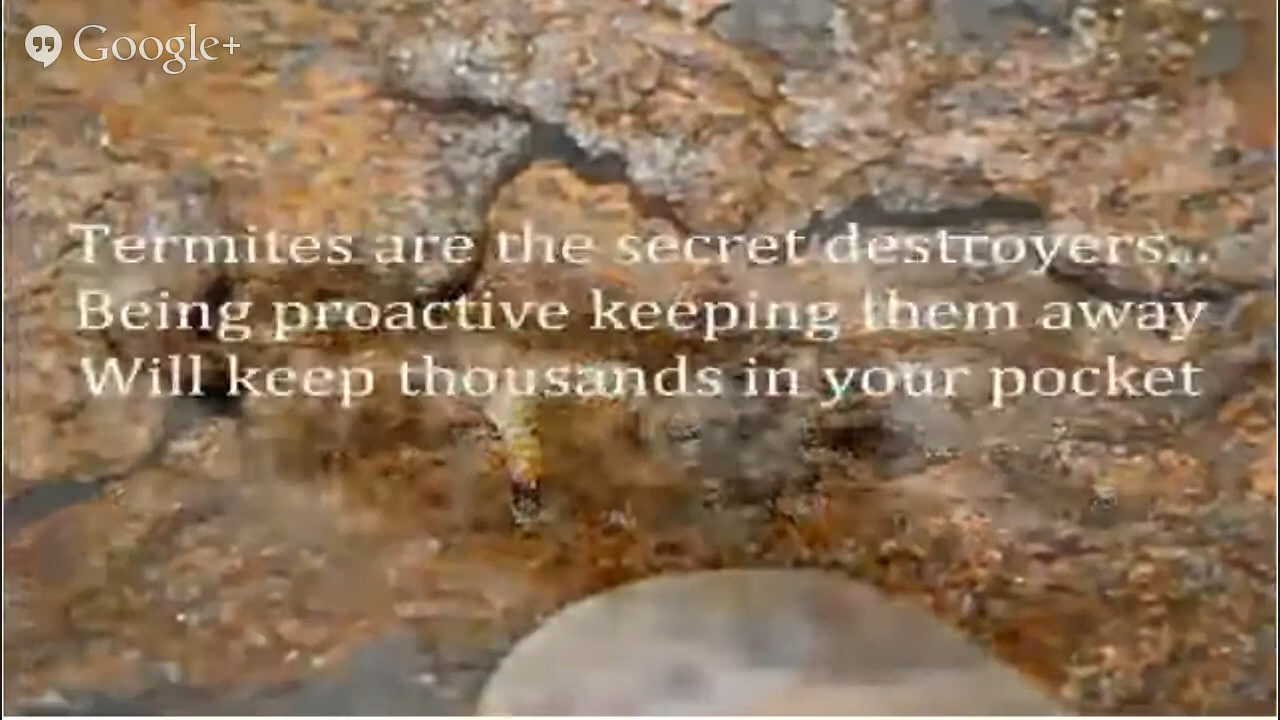 Google+
Termites are the secret destroyers...
Being proactive keeping them away
Will keep thousands in your pocket